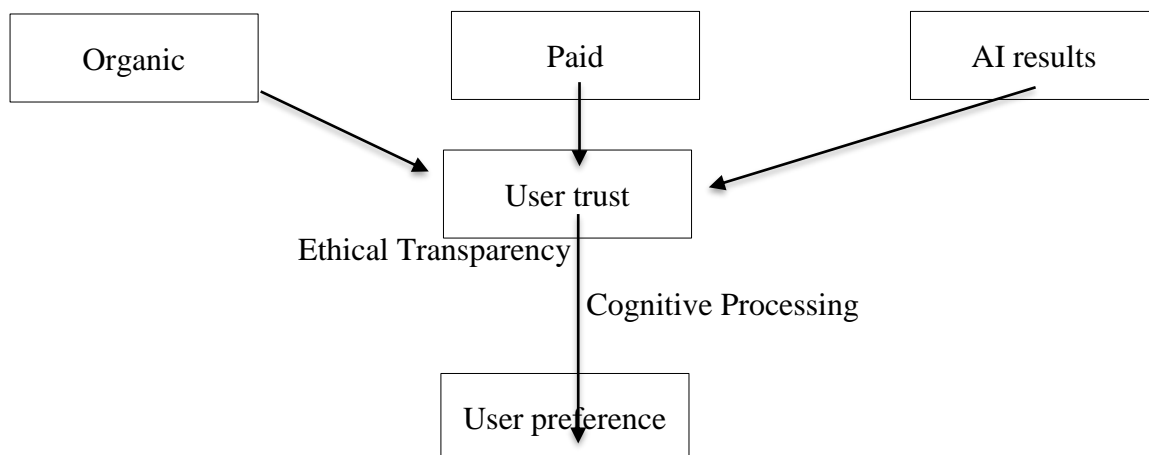 Organic
Paid
AI results
User trust
Ethical Transparency
Cognitive Processing
User preference